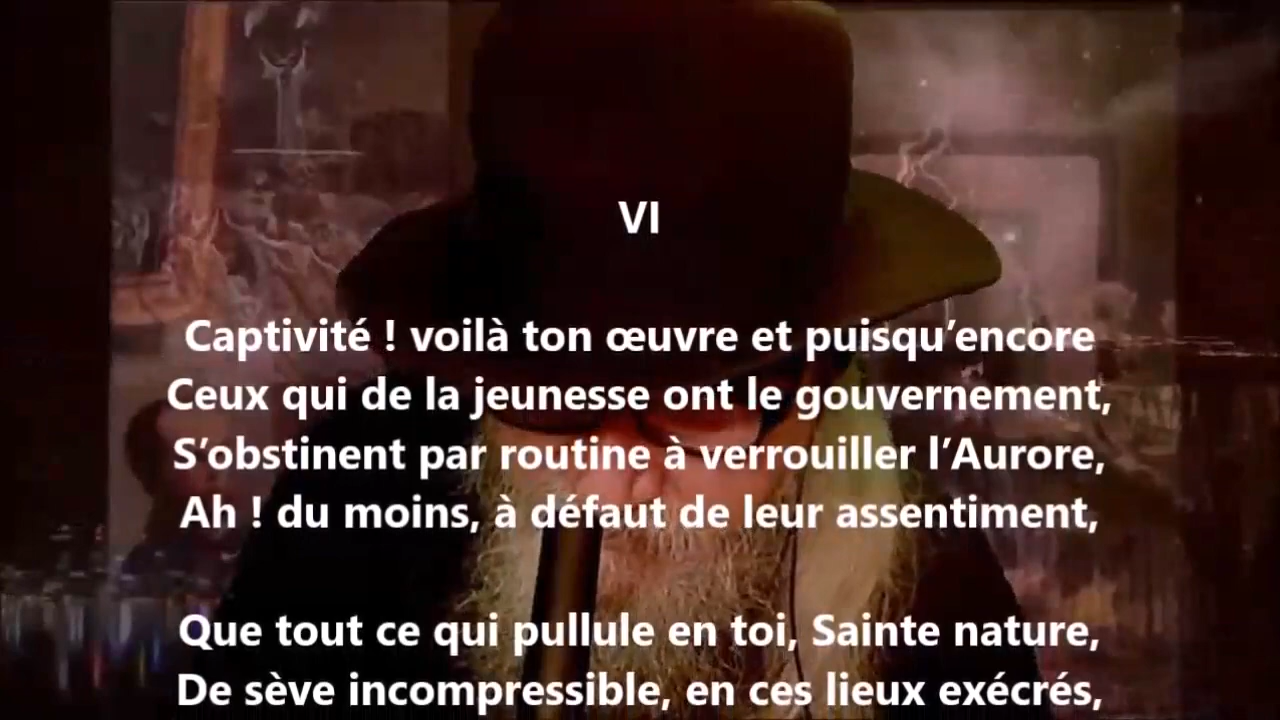 VI
Captivité ! voilà ton œuvre et puisqu’encore
Ceux qui de la jeunesse ont le gouvernement,
S’obstinent par routine à verrouiller l’Aurore,
Ah ! du moins, à défaut de leur assentiment,
Que tout ce qui pullule en toi, Sainte nature,
De sève incompressible, en ces lieux exécrés,